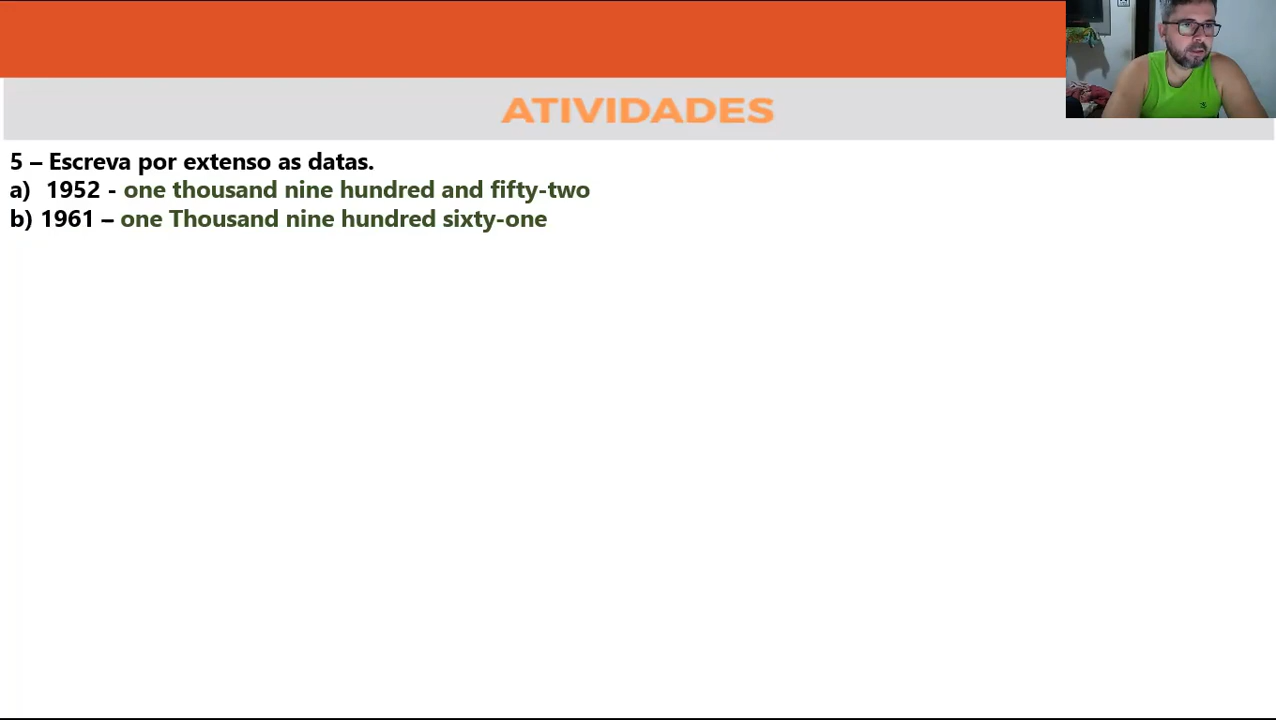 ATIVIDADES
5 – Escreva por extenso as datas.
a) 1952 - one thousand nine hundred and fifty-two
b) 1961 – one Thousand nine hundred sixty-one